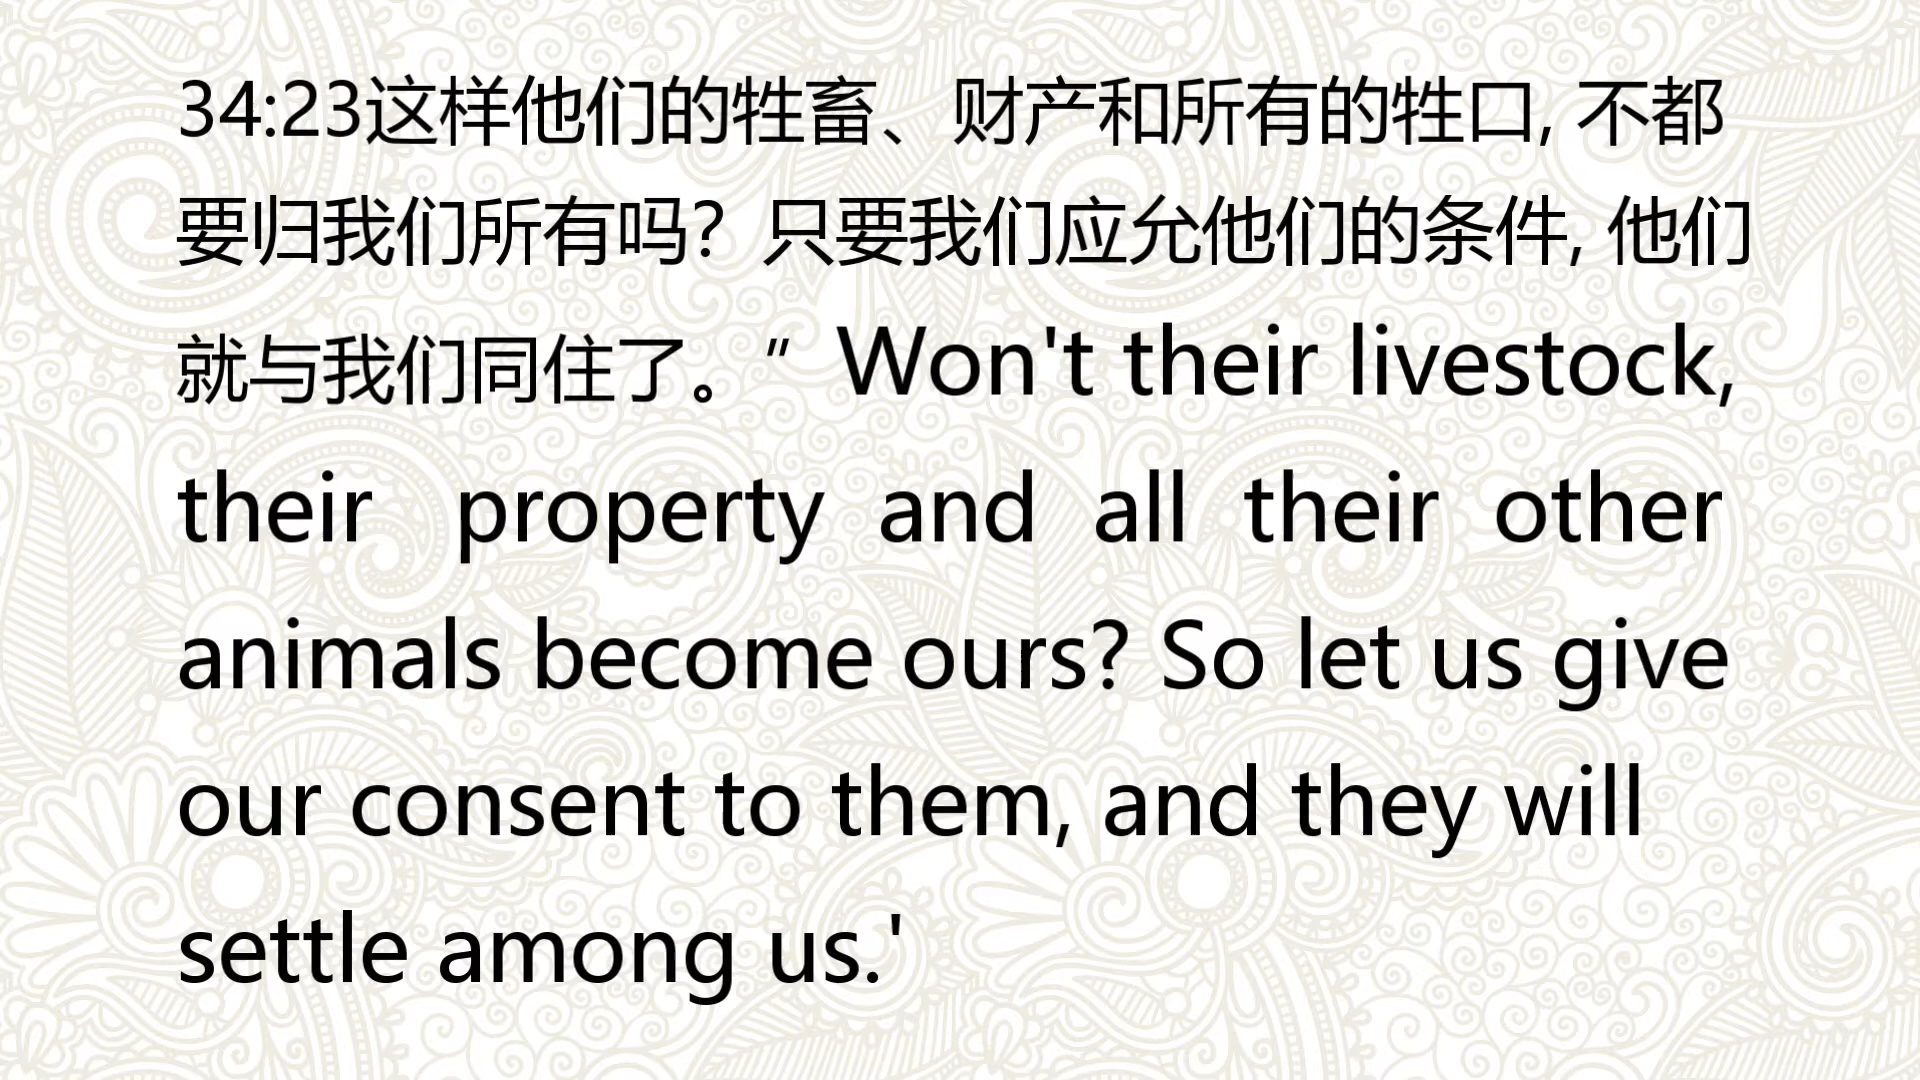 34:23这样他们的牲畜、财产和所有的牲口, 不都
要归我们所有吗？只要我们应允他们的条件, 他们
就与我们同住了。” Won't their livestock,
their property and all their other
animals become ours? So let us give
our consent to them, and they will
settle among us.'